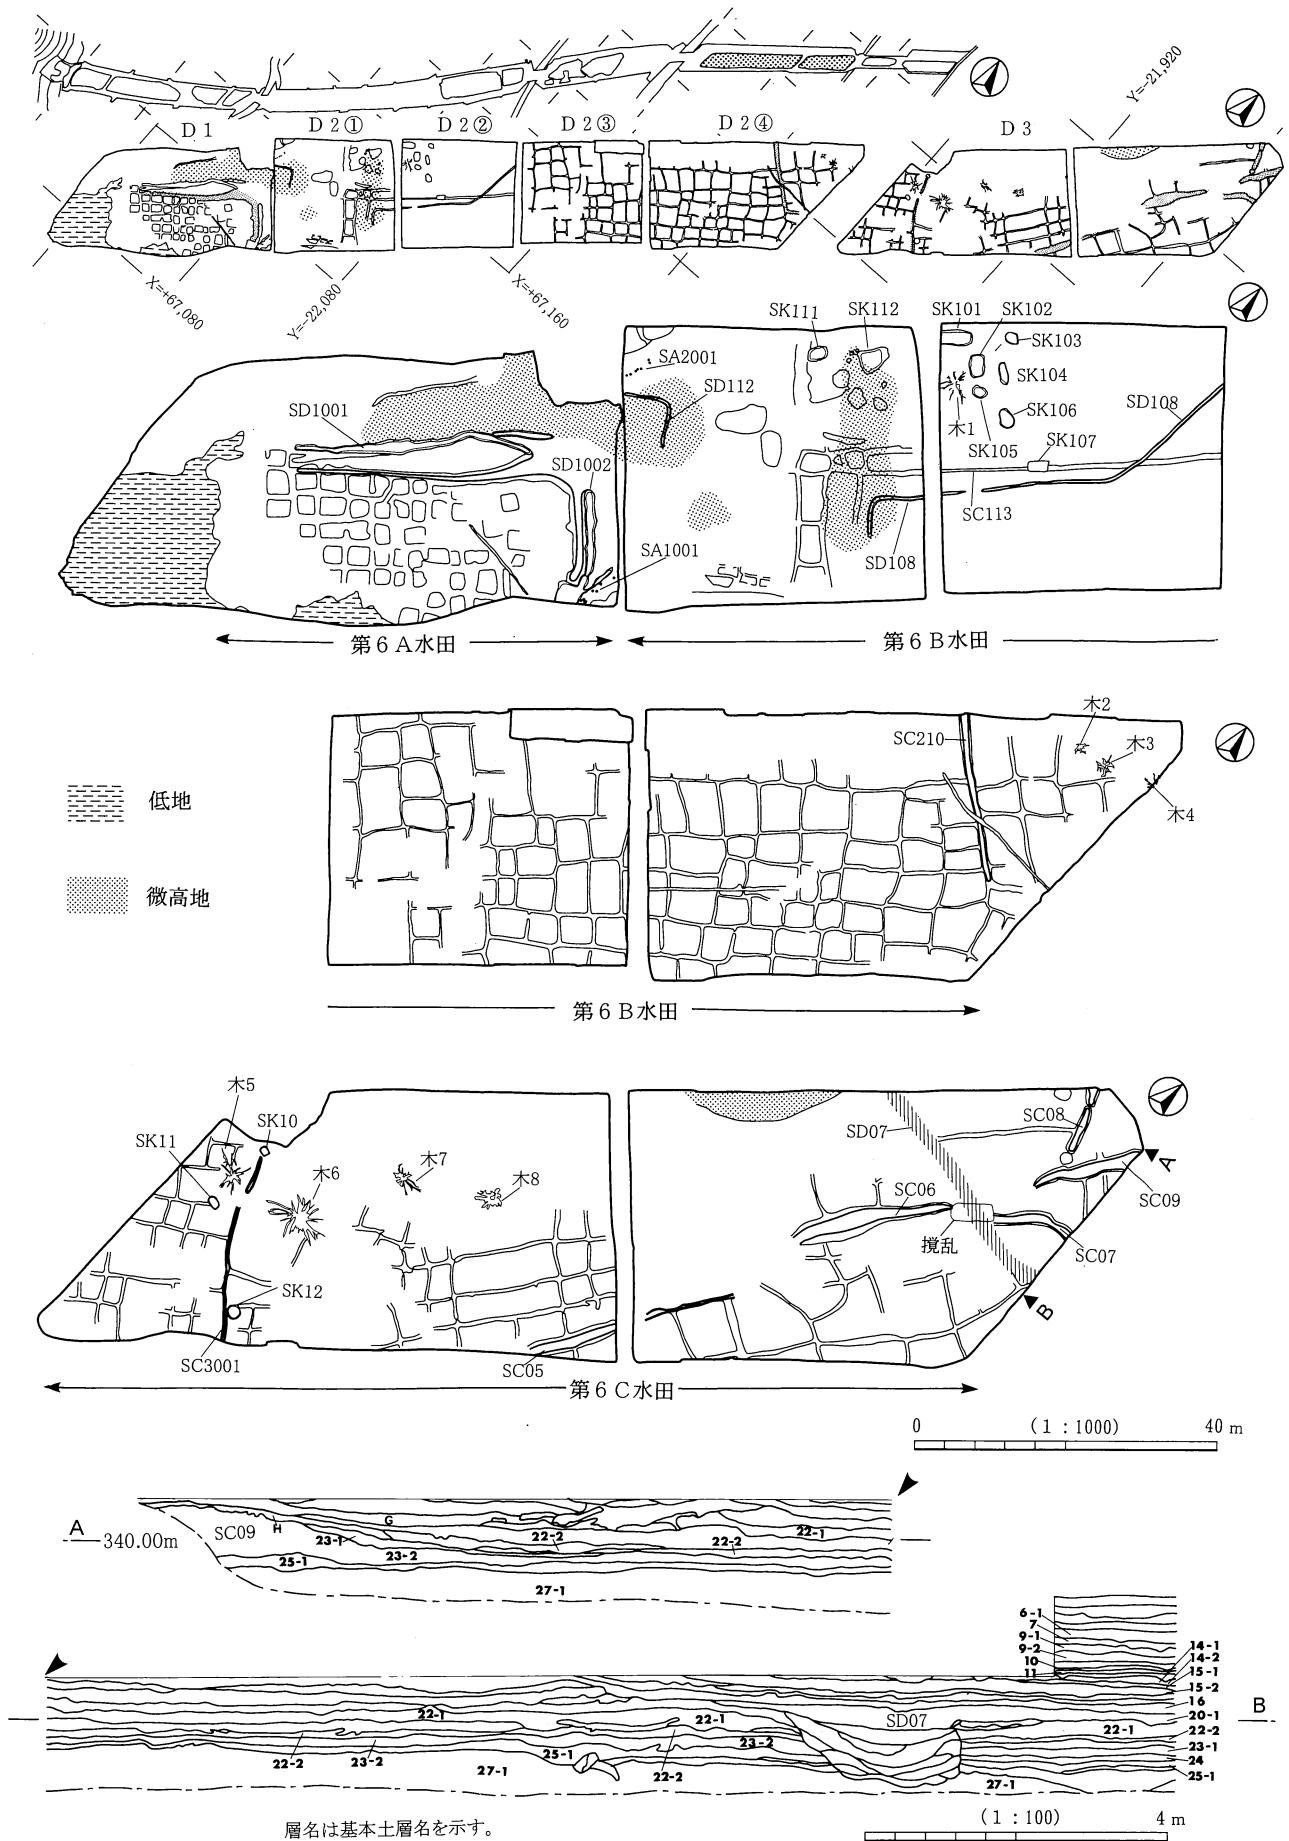 D1
D2①
D2②
D2③
D2④
D3
Y=-21,920
X=+67,080
Y=-22,080
X=+67,160
SK111
SK112
SK101
SK102
SK103
SA2001
SD112
SK104
SD1001
SK106
SD108
木1
SK105
SK107
SD1002
SC113
SA1001
SD108
第6A水田
第6B水田
木2
SC210
木3
木4
低地
微高地
第6B水田
木5
SK10
SK11
木6
木7
木8
SC08
SD07
A
SC09
SC06
攪乱
SC07
SK12
B
SC3001
SC05
第6C水田
0
(1：1000)
40 m
A
340.00m
SC09
H
G
23-1
22-2
22-1
22-2
23-2
25-1
27-1
6-1
7
9-1
9-2
10
11
14-1
14-2
15-1
15-2
16
20-1
B
22-1
22-1
SD07
22-1
22-2
23-1
24
25-1
22-2
23-2
25-1
23-2
27-1
22-2
27-1
層名は基本土層名を示す。
(1：100)
4 m